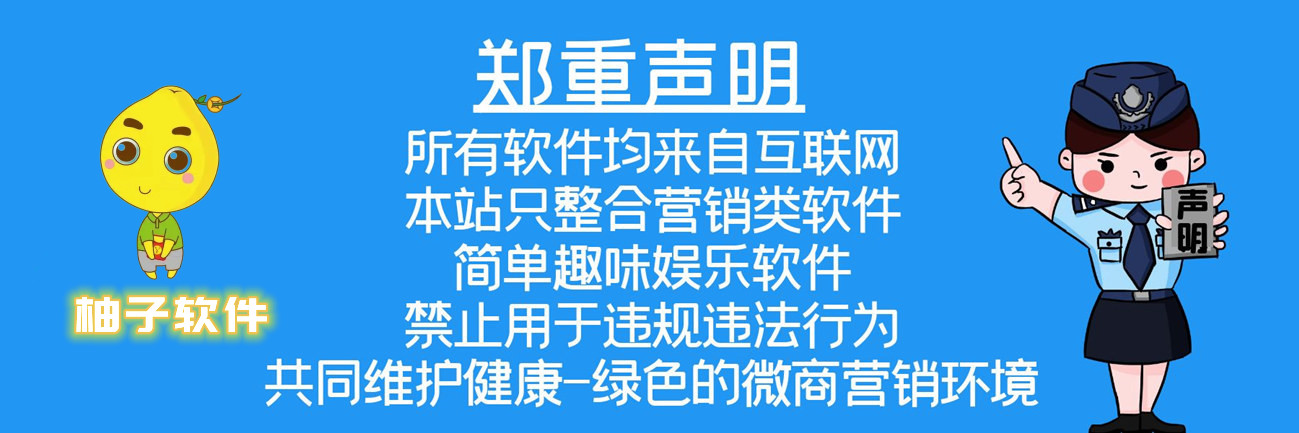 郑重声明
所有软件均来自互联网
本站只整合营销类软件
简单趣味娱乐软件
禁止用于违规违法行为
共同维护健康-绿色的微商营销环境
柚子软件
声明